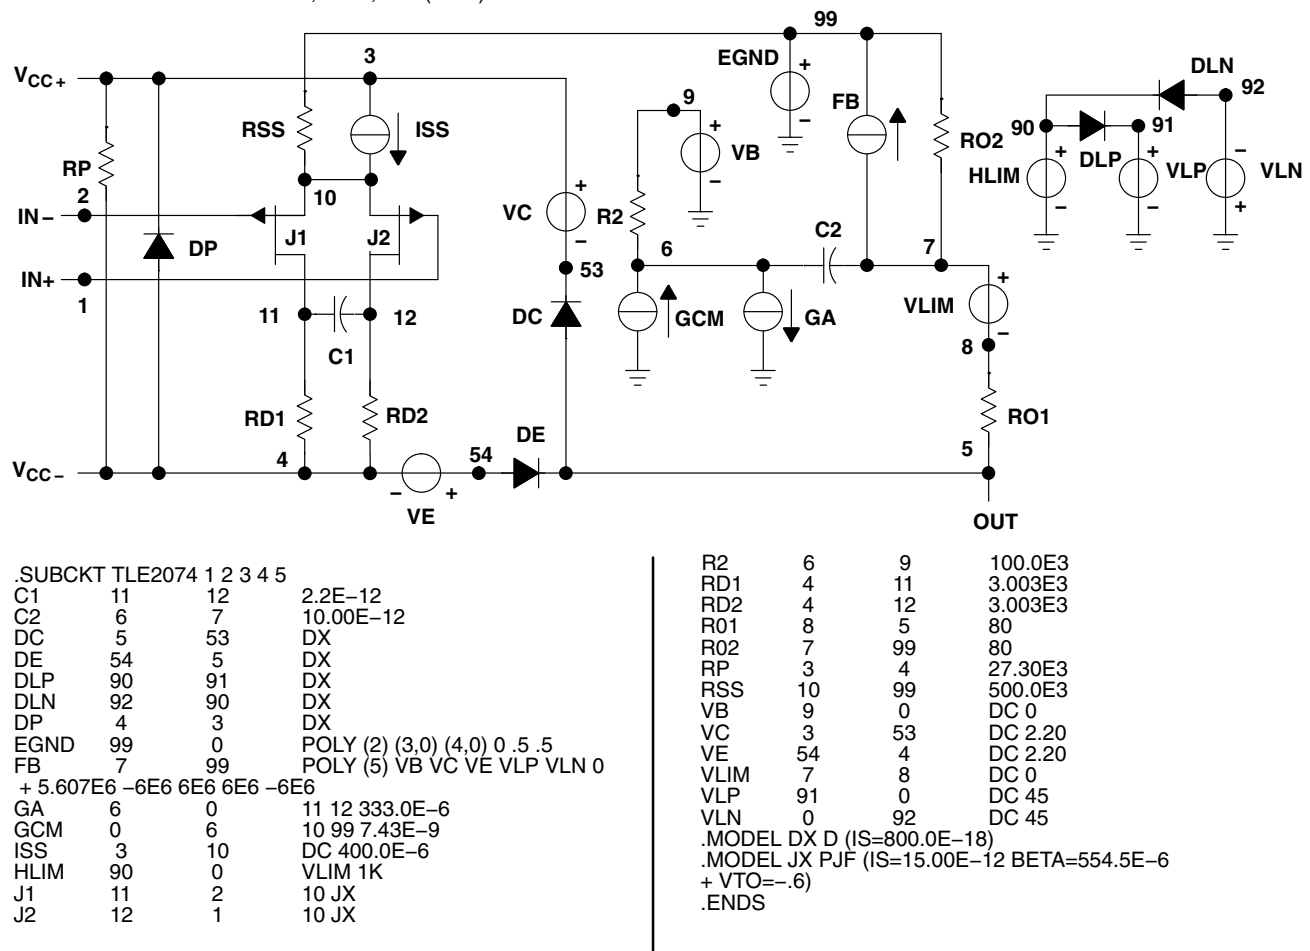 99
3
VCC+
EGND
+
DLN
92
9
ISS
FB
RSS
+
+
RO2
90
91
VB
+
+
DLP
RP
HLIM
VLP
VLN
2
10
+
IN−
VC
R2
C2
J1
J2
6
7
DP
IN+
53
+
1
GCM
GA
VLIM
11
12
DC
8
C1
RO1
RD1
RD2
DE
54
5
4
VCC−
− +
VE
OUT
.SUBCKT TLE2074 1 2 3 4 5
C1 11 12 2.2E−12
C2 6 7 10.00E−12
DC 5 53 DX
DE 54 5 DX
DLP 90 91 DX
DLN 92 90 DX
DP 4 3 DX
EGND 99 0 POLY (2) (3,0) (4,0) 0 .5 .5
FB 7 99 POLY (5) VB VC VE VLP VLN 0
+ 5.607E6 −6E6 6E6 6E6 −6E6
GA 6 0 11 12 333.0E−6
GCM 0 6 10 99 7.43E−9
ISS 3 10 DC 400.0E−6
HLIM 90 0 VLIM 1K
J1 11 2 10 JX
J2 12 1 10 JX
R2 6 9 100.0E3
RD1 4 11 3.003E3
RD2 4 12 3.003E3
R01 8 5 80
R02 7 99 80
RP 3 4 27.30E3
RSS 10 99 500.0E3
VB 9 0 DC 0
VC 3 53 DC 2.20
VE 54 4 DC 2.20
VLIM 7 8 DC 0
VLP 91 0 DC 45
VLN 0 92 DC 45
.MODEL DX D (IS=800.0E−18)
.MODEL JX PJF (IS=15.00E−12 BETA=554.5E−6
+ VTO=−.6)
.ENDS